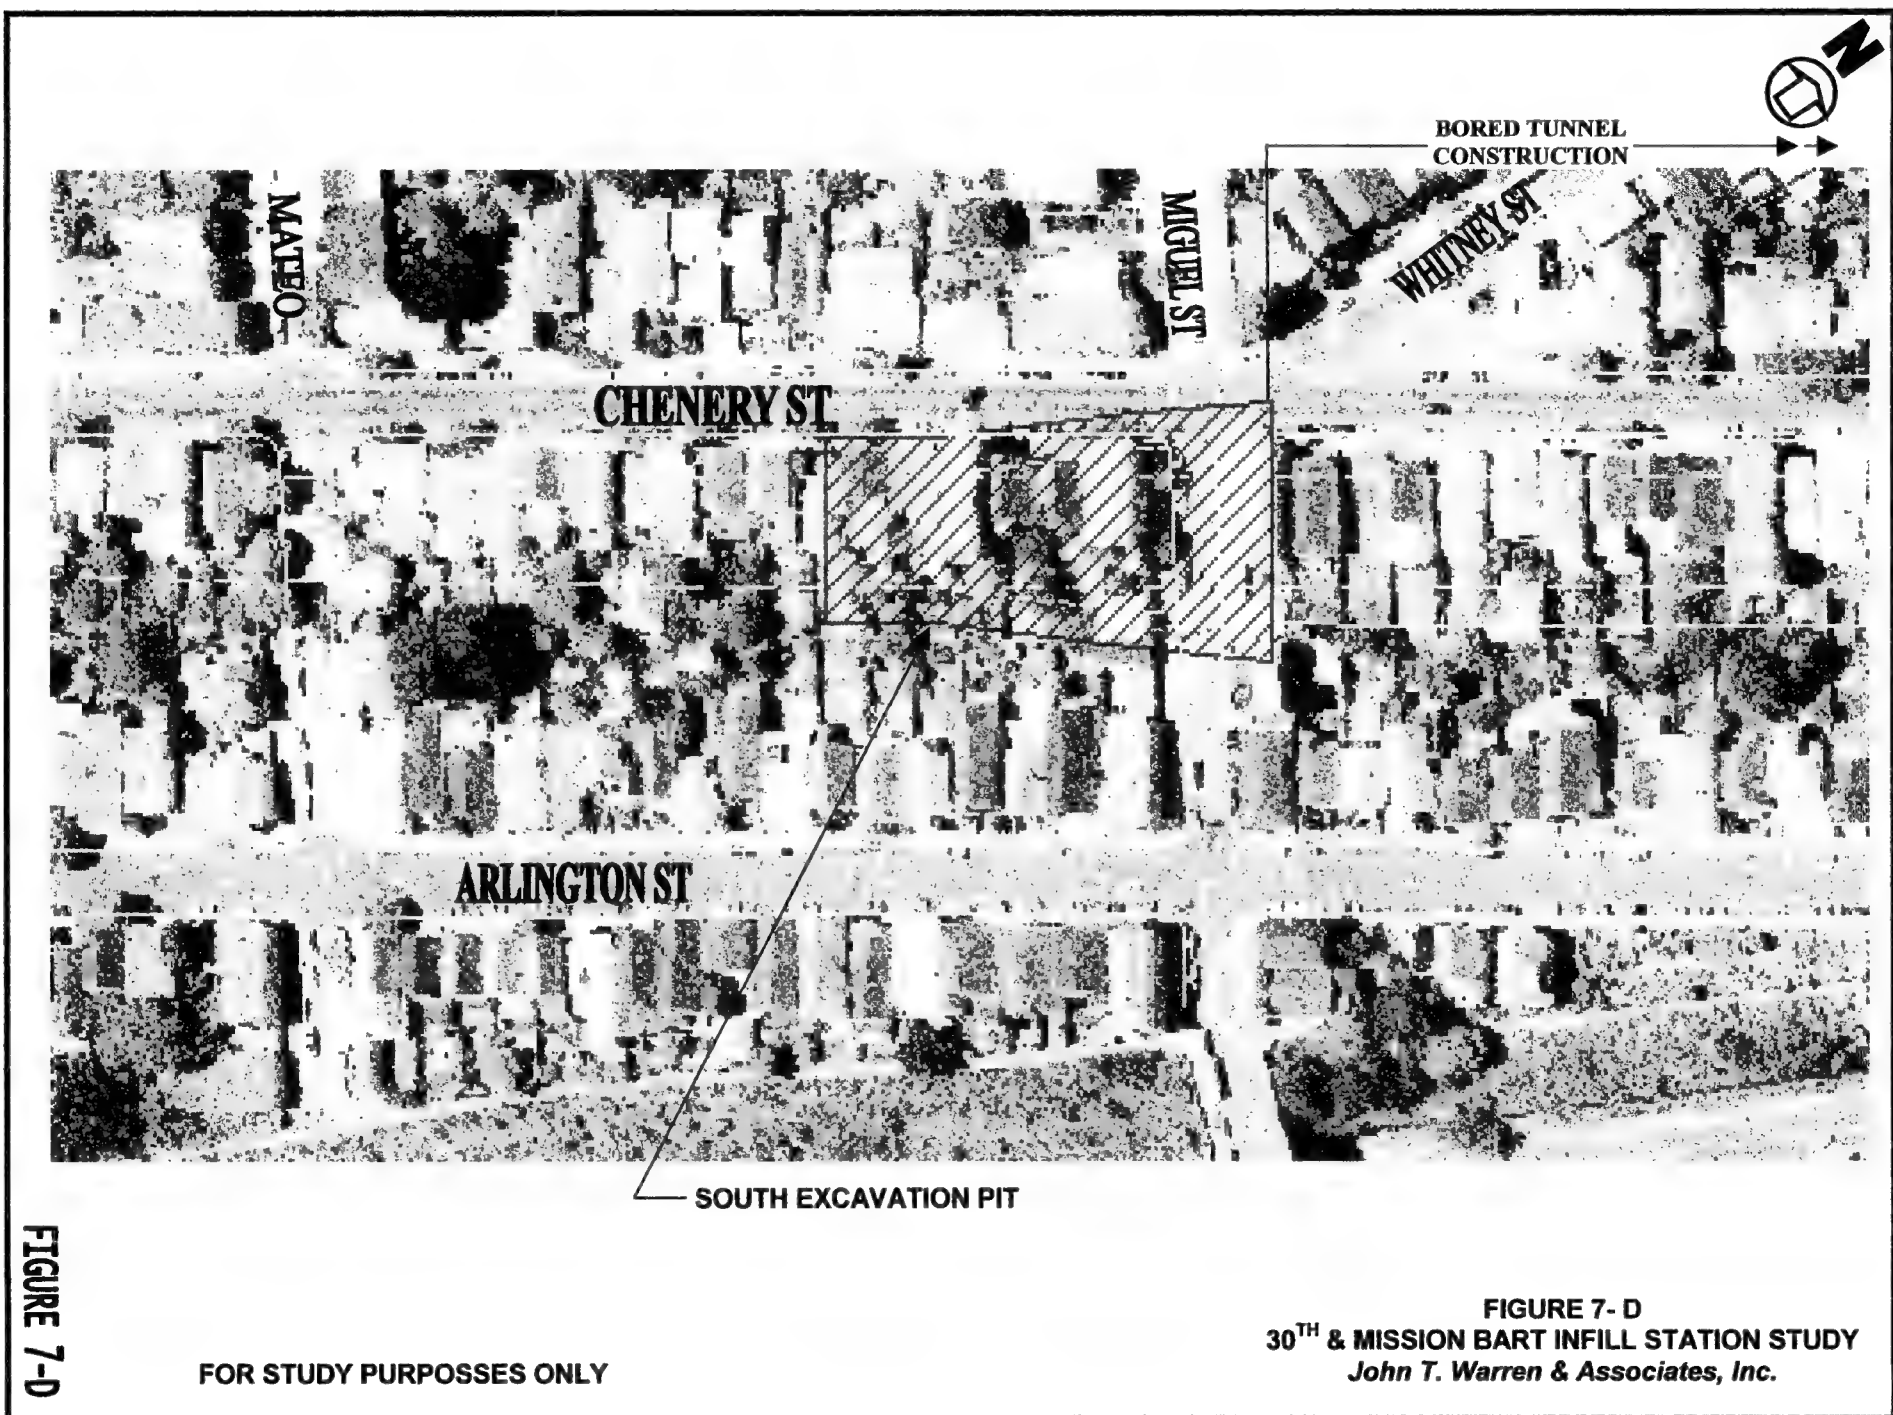 N
BORED TUNNEL
CONSTRUCTION
MATEO
MIGUEL ST
WHITNEY ST
CHENERY ST
ARLINGTON ST
SOUTH EXCAVATION PIT
FIGURE 7-D
FIGURE 7- D
30TH & MISSION BART INFILL STATION STUDY
John T. Warren & Associates, Inc.
FOR STUDY PURPOSSES ONLY